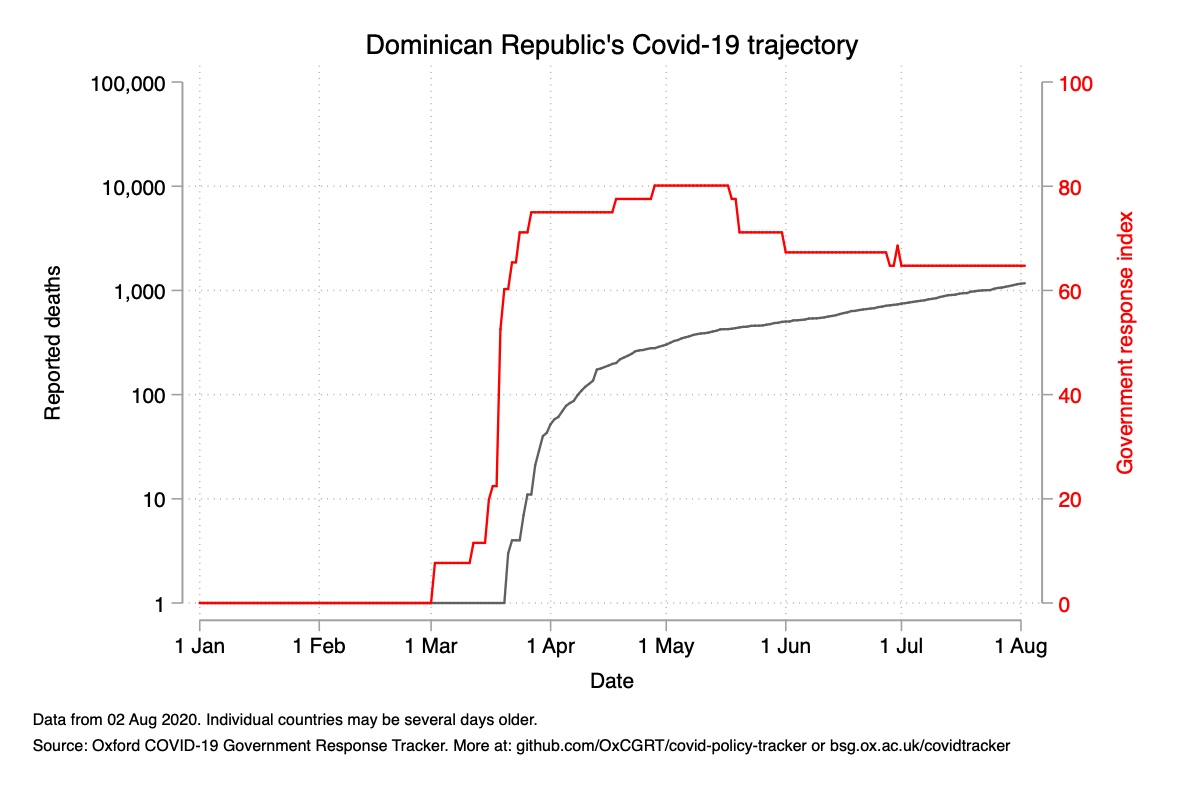 Dominican Republic's Covid-19 trajectory
100,000
10,000
1,000
100
10
1
Reported deaths
100
80
60
40
20
0
Government response index
1 Jan 1 Feb 1 Mar 1 Apr 1 May 1 Jun 1 Jul 1 Aug
Date
Data from 02 Aug 2020. Individual countries may be several days older.
Source: Oxford COVID-19 Government Response Tracker. More at: github.com/OxCGRT/covid-policy-tracker or bsg.ox.ac.uk/covidtracker